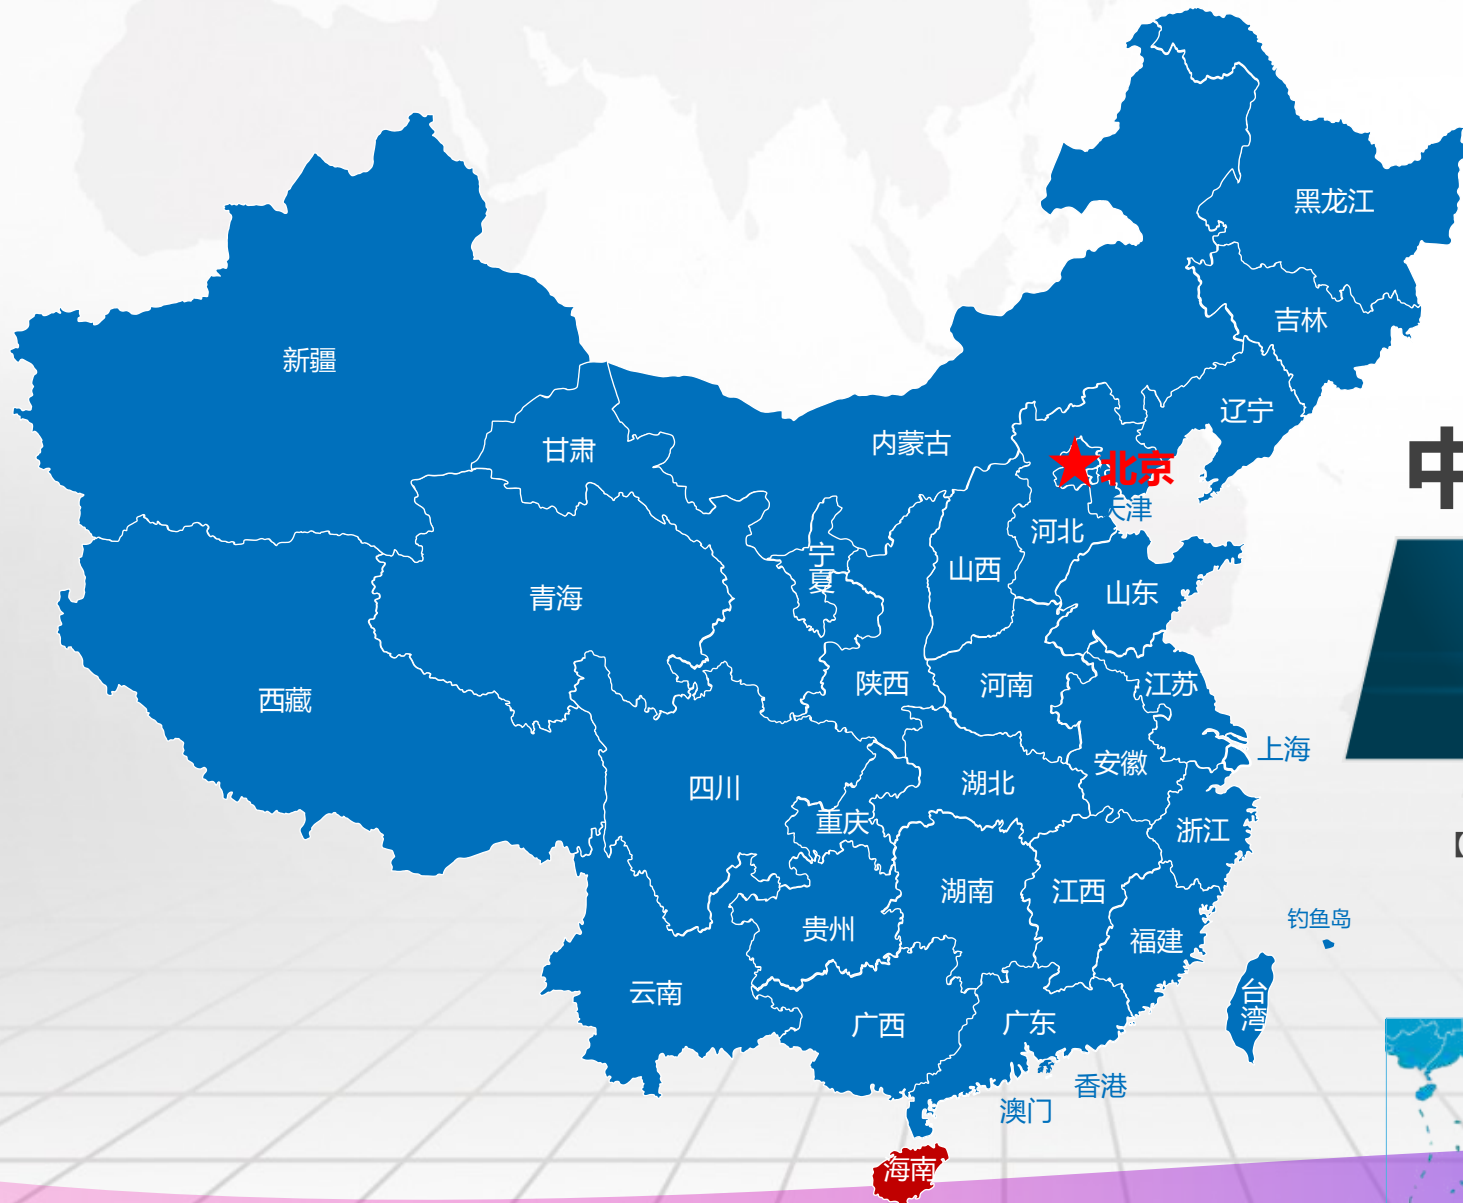 黑龙江
吉林
新疆
辽宁
内蒙古
甘肃
北京
中
天津
河北
宁
夏
山西
山东
青海
陕西
河南
江苏
西藏
上海
安徽
湖北
四川
重庆
浙江
【
湖南
江西
钓鱼岛
贵州
福建
云南
台
湾
广西
广东
香港
澳门
海南